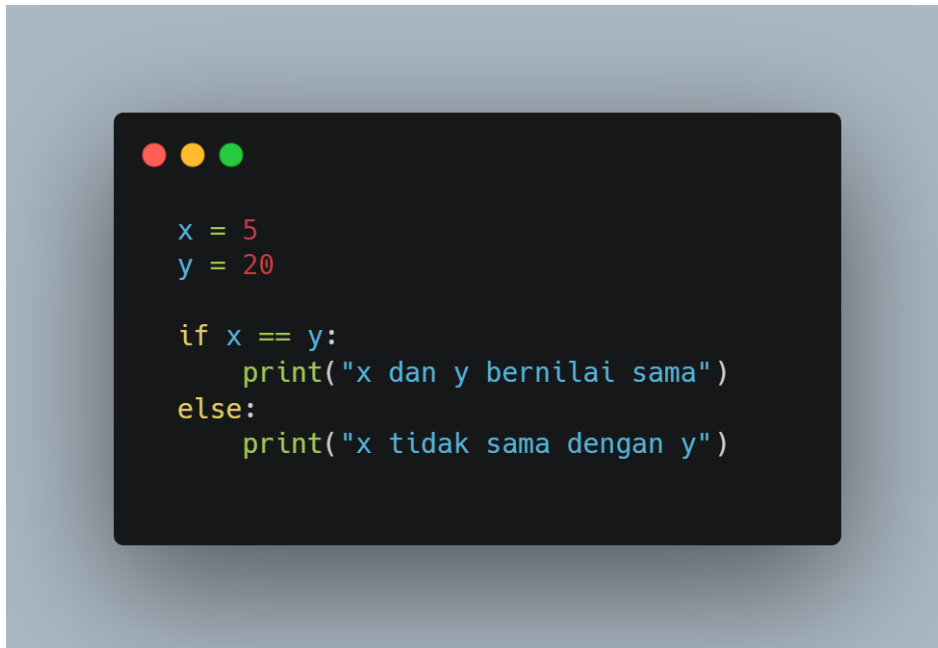 x = 5
y = 20
if x == y:
    print("x dan y bernilai sama")
else:
    print("x tidak sama dengan y")